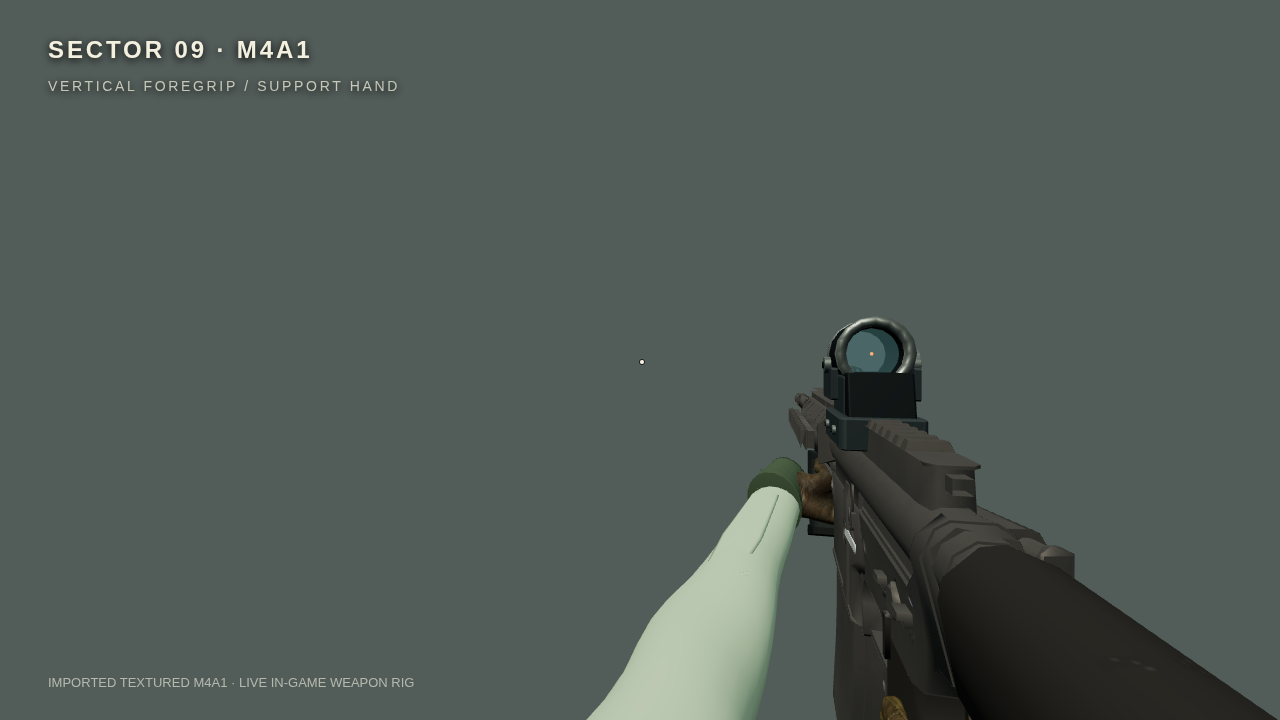 SECTOR 09 · M4A1
VERTICAL FOREGRIP / SUPPORT HAND
IMPORTED TEXTURED M4A1 · LIVE IN-GAME WEAPON RIG